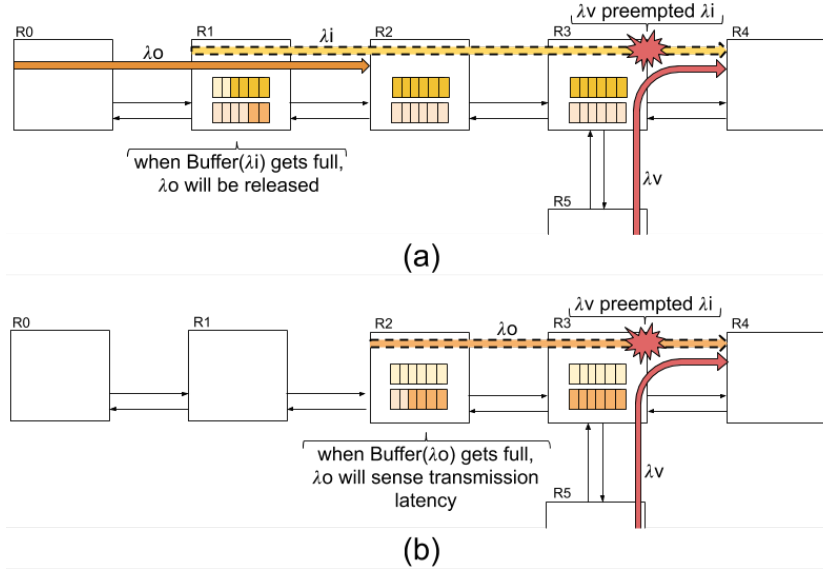 λv preempted λi
R0
R1
λi
R2
R3
R4
λo
when Buffer(λi) gets full,
λo will be released
λv
R5
(a)
λv preempted λi
R0
R1
R2
λo
R3
R4
when Buffer(λo) gets full,
λo will sense transmission
latency
λv
R5
(b)